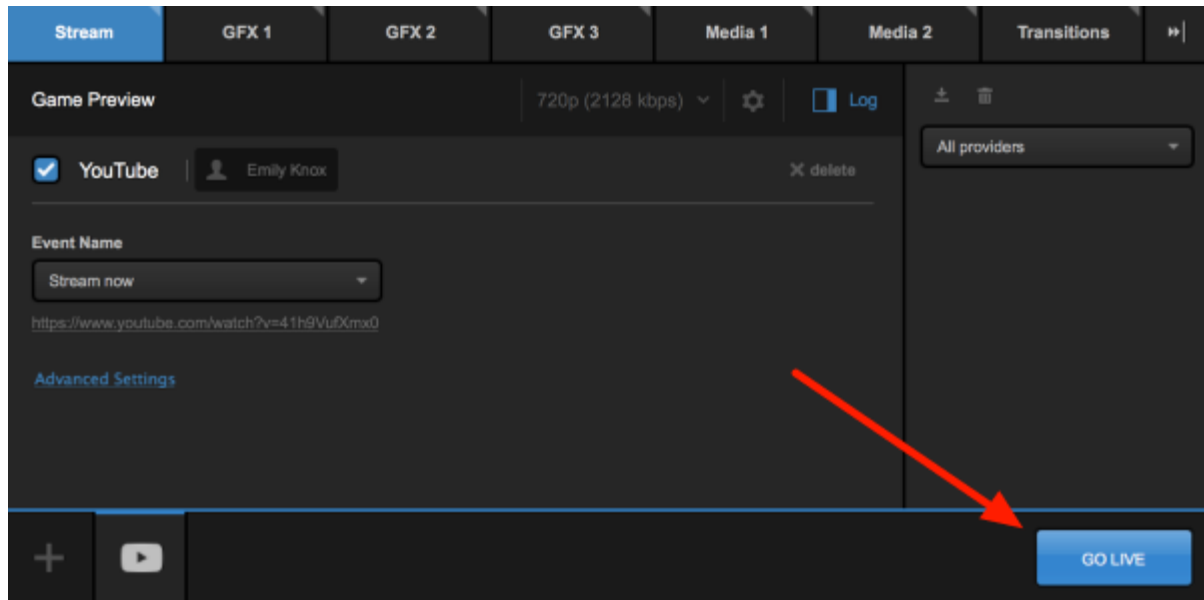 Stream GFX 1 GFX 2 GFX 3 Media 1 Media 2 Transitions
Game Preview 720p (2128 kbps) Log
All providers
YouTube Emily Knox delete
Event Name
Stream now
https://www.youtube.com/watch?v=41h9VufXmx0
Advanced Settings
GO LIVE